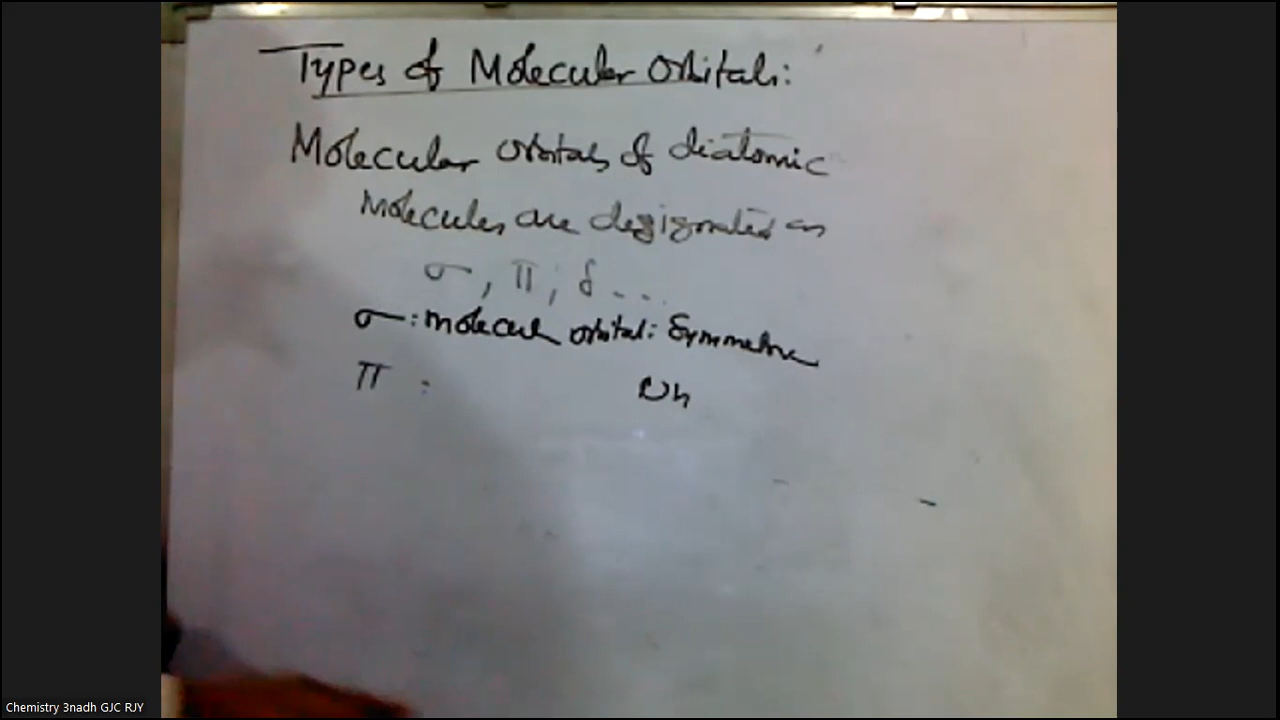 Types of Molecular Orbitals:
Molecular orbitals of diatomic
Molecules are designated as
σ, π, δ ...
σ : molecular orbital: Symmetric
π : Un
Chemistry 3nadh GJC RJY